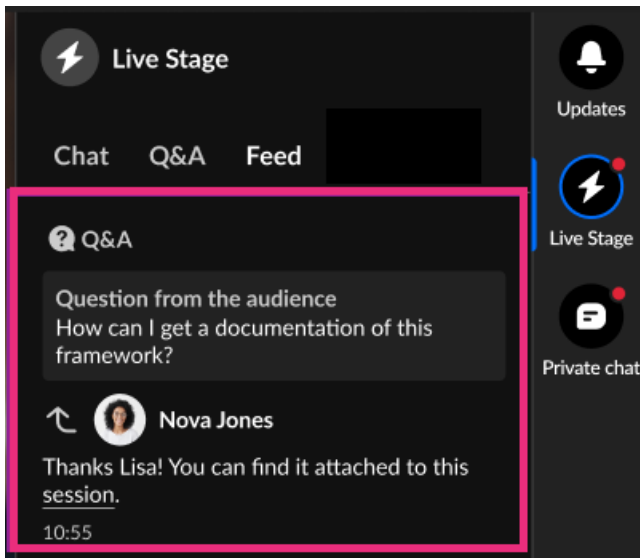 Live Stage
Chat Q&A Feed
Q&A
Question from the audience
How can I get a documentation of this
framework?
Nova Jones
Thanks Lisa! You can find it attached to this
session.
10:55
Updates
Live Stage
Private chat